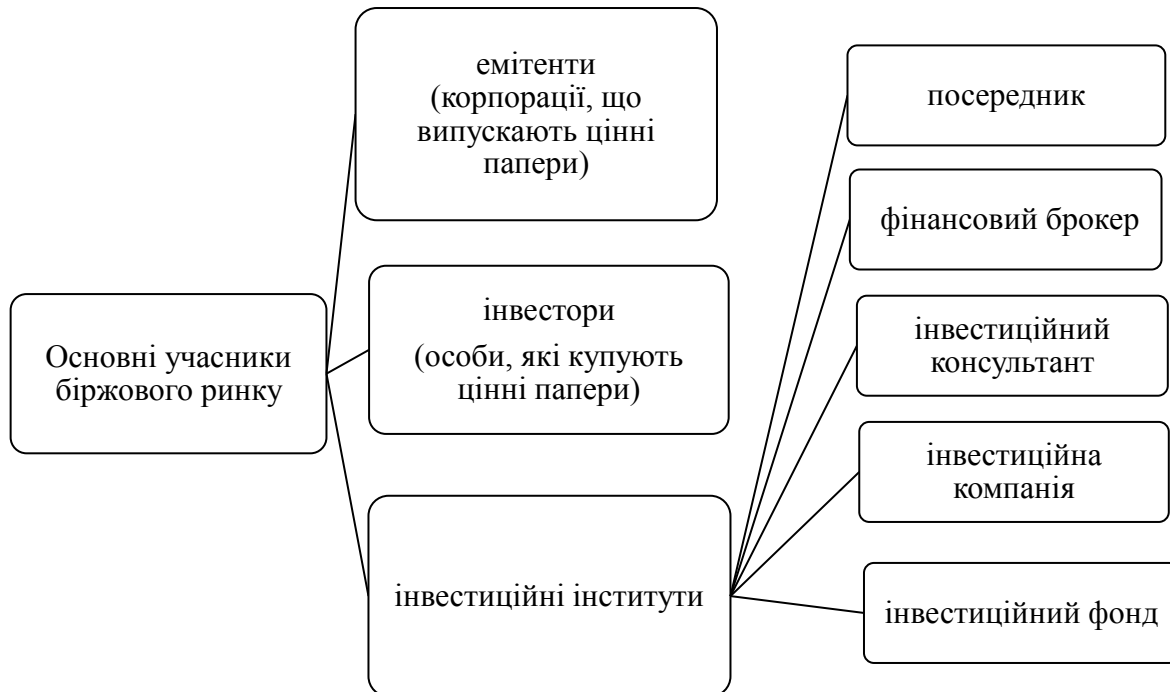 Основні учасники
біржового ринку
емітенти
(корпорації, що
випускають цінні
папери)
інвестори
(особи, які купують
цінні папери)
інвестиційні інститути
посередник
фінансовий брокер
інвестиційний
консультант
інвестиційна
компанія
інвестиційний фонд